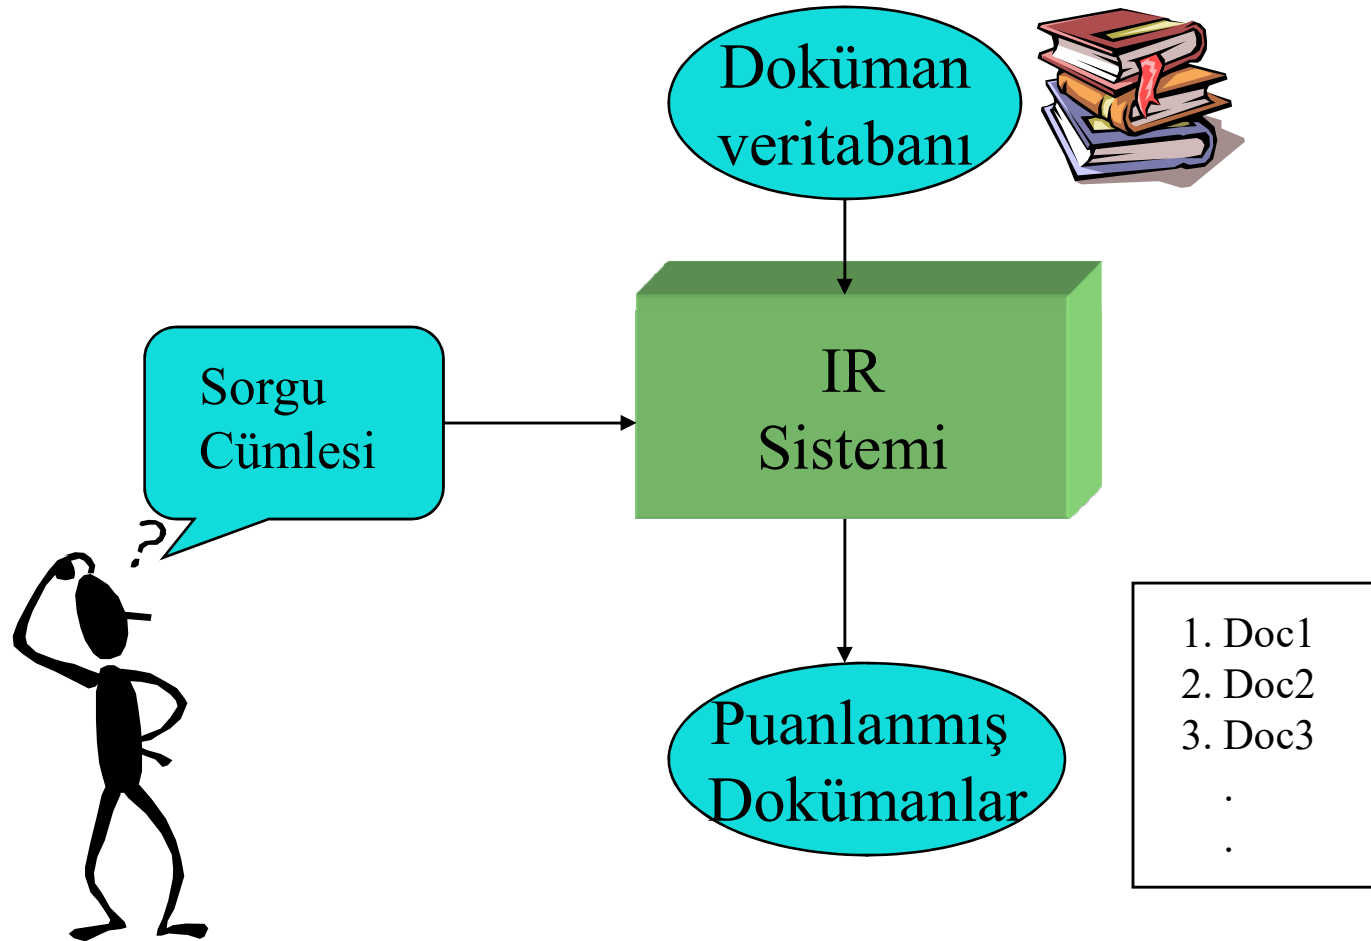 Doküman
veritabanı
IR
Sistemi
Sorgu
Cümlesi
?
Puanlanmış
Dokümanlar
1. Doc1
2. Doc2
3. Doc3
.
.